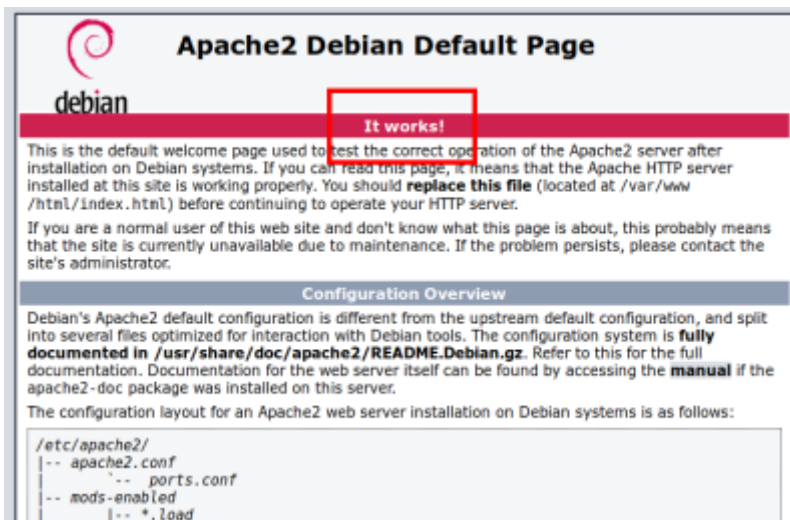 Apache2 Debian Default Page
debian
It works!
This is the default welcome page used to test the correct operation of the Apache2 server after
installation on Debian systems. If you can read this page, it means that the Apache HTTP server
installed at this site is working properly. You should replace this file (located at /var/www
/html/index.html) before continuing to operate your HTTP server.
If you are a normal user of this web site and don't know what this page is about, this probably means
that the site is currently unavailable due to maintenance. If the problem persists, please contact the
site's administrator.
Configuration Overview
Debian's Apache2 default configuration is different from the upstream default configuration, and split
into several files optimized for interaction with Debian tools. The configuration system is fully
documented in /usr/share/doc/apache2/README.Debian.gz. Refer to this for the full
documentation. Documentation for the web server itself can be found by accessing the manual if the
apache2-doc package was installed on this server.
The configuration layout for an Apache2 web server installation on Debian systems is as follows:
/etc/apache2/
|-- apache2.conf
|       `--  ports.conf
|-- mods-enabled
|       |-- *.load